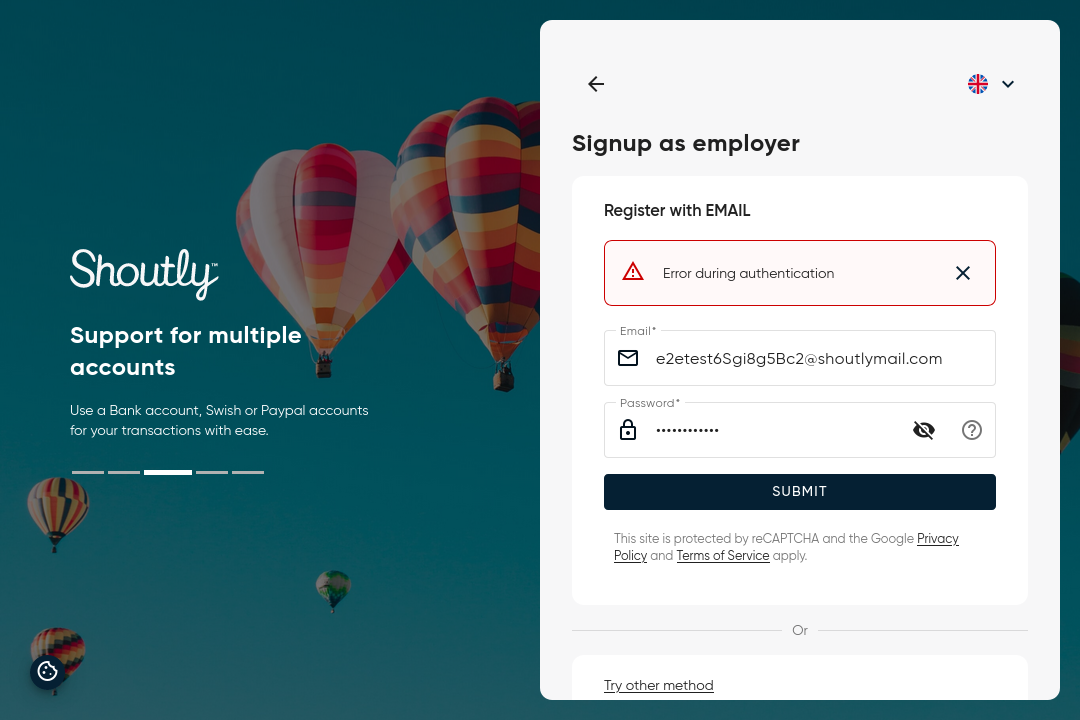 Shoutly™
Support for multiple
accounts
Use a Bank account, Swish or Paypal accounts
for your transactions with ease.
Signup as employer
Register with EMAIL
Error during authentication
Email*
e2etest6Sgi8g5Bc2@shoutlymail.com
Password*
••••••••••••
SUBMIT
This site is protected by reCAPTCHA and the Google Privacy
Policy and Terms of Service apply.
Or
Try other method